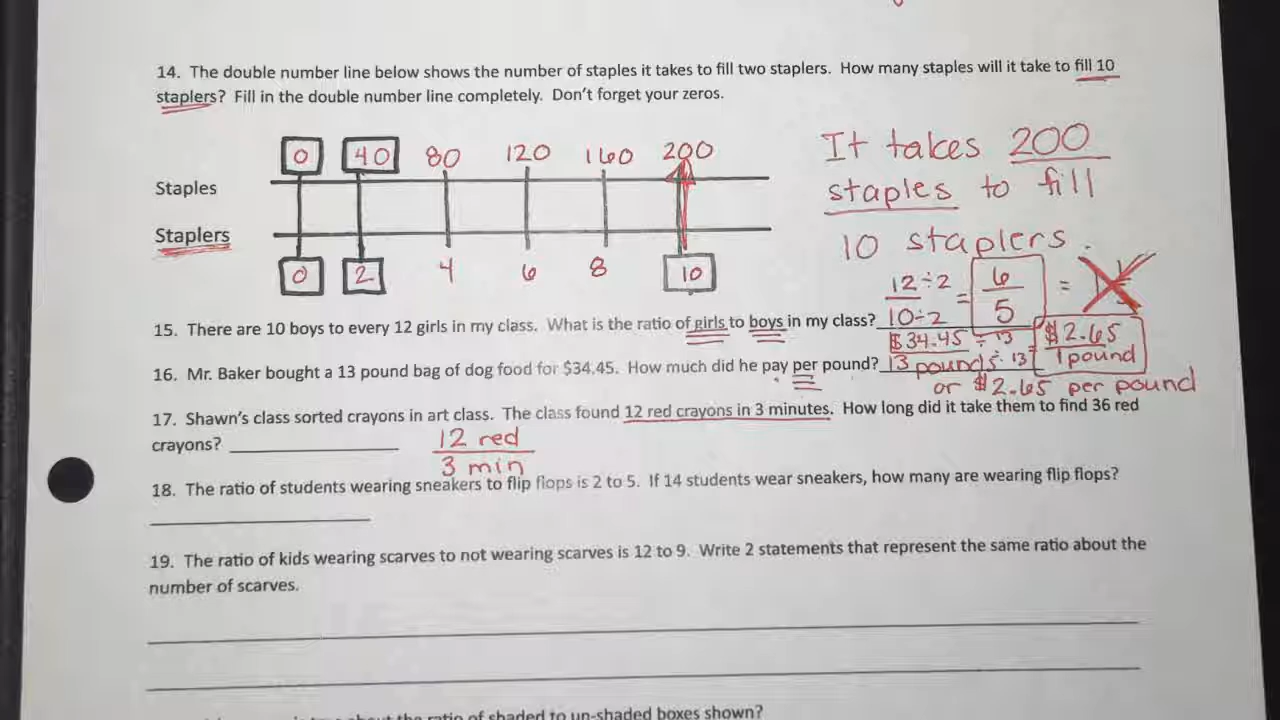 14. The double number line below shows the number of staples it takes to fill two staplers. How many staples will it take to fill 10
staplers? Fill in the double number line completely. Don't forget your zeros.
0 40 80 120 160 200
Staples
Staplers
0 2 4 6 8 10
It takes 200
staples to fill
10 staplers.
12÷2 = 6 =
10÷2 5
15. There are 10 boys to every 12 girls in my class. What is the ratio of girls to boys in my class?
$34.45 ÷ 13 = $2.65
13 pounds ÷ 13 1 pound
16. Mr. Baker bought a 13 pound bag of dog food for $34.45. How much did he pay per pound?
or $2.65 per pound
17. Shawn's class sorted crayons in art class. The class found 12 red crayons in 3 minutes. How long did it take them to find 36 red
crayons?
12 red
3 min
18. The ratio of students wearing sneakers to flip flops is 2 to 5. If 14 students wear sneakers, how many are wearing flip flops?
19. The ratio of kids wearing scarves to not wearing scarves is 12 to 9. Write 2 statements that represent the same ratio about the
number of scarves.
about the ratio of shaded to un-shaded boxes shown?